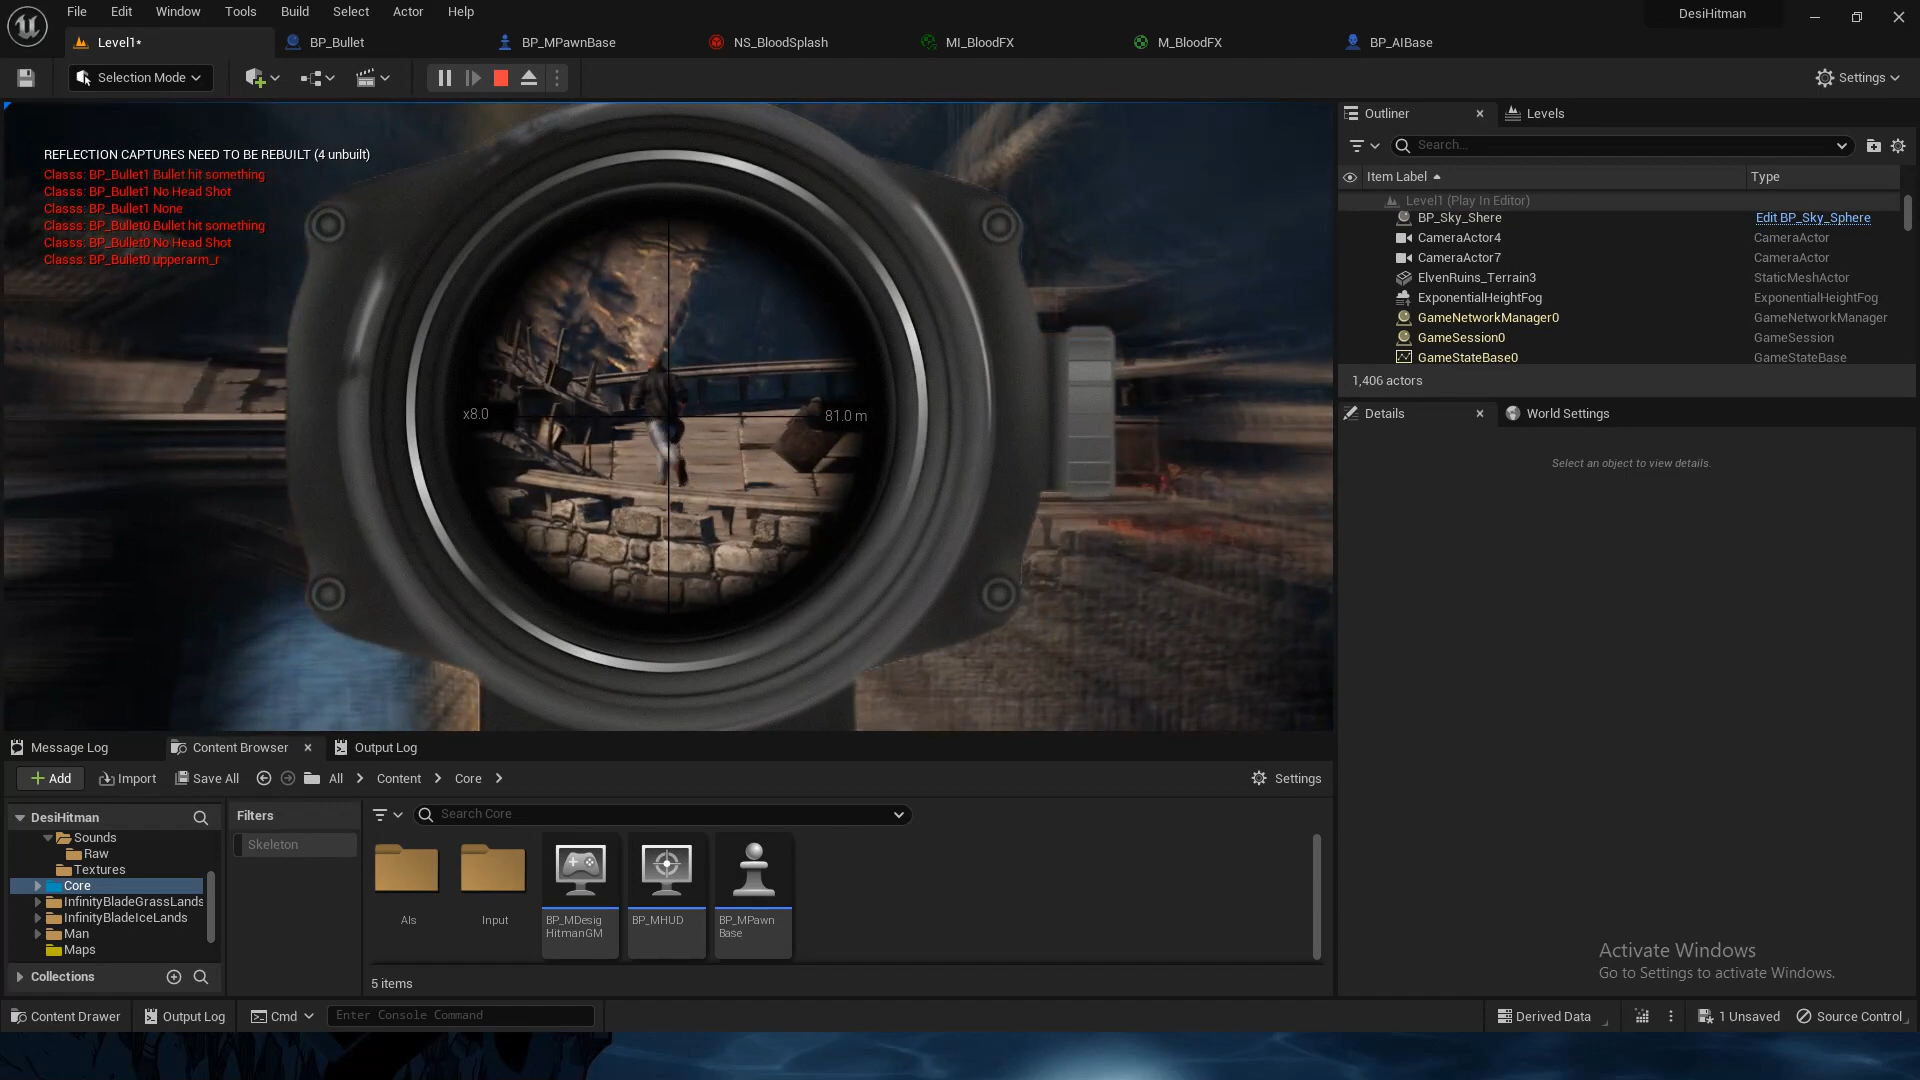 File Edit Window Tools Build Select Actor Help
DesiHitman
Level1* BP_Bullet BP_MPawnBase NS_BloodSplash MI_BloodFX M_BloodFX BP_AIBase
Selection Mode
Settings
REFLECTION CAPTURES NEED TO BE REBUILT (4 unbuilt)
Classs: BP_Bullet1 Bullet hit something
Classs: BP_Bullet1 No Head Shot
Classs: BP_Bullet1 None
Classs: BP_Bullet0 Bullet hit something
Classs: BP_Bullet0 No Head Shot
Classs: BP_Bullet0 upperarm_r
x8.0
81.0 m
Outliner Levels
Search...
Item Label Type
Level1 (Play In Editor)
BP_Sky_Shere Edit BP_Sky_Sphere
CameraActor4 CameraActor
CameraActor7 CameraActor
ElvenRuins_Terrain3 StaticMeshActor
ExponentialHeightFog ExponentialHeightFog
GameNetworkManager0 GameNetworkManager
GameSession0 GameSession
GameStateBase0 GameStateBase
1,406 actors
Details World Settings
Select an object to view details.
Message Log Content Browser Output Log
Add Import Save All All Content Core Settings
DesiHitman
Sounds
Raw
Textures
Core
InfinityBladeGrassLands
InfinityBladeIceLands
Man
Maps
Collections
Filters
Skeleton
Search Core
AIs
Input
BP_MDesig
HitmanGM
BP_MHUD
BP_MPawn
Base
5 items
Activate Windows
Go to Settings to activate Windows.
Content Drawer Output Log Cmd Enter Console Command Derived Data 1 Unsaved Source Control